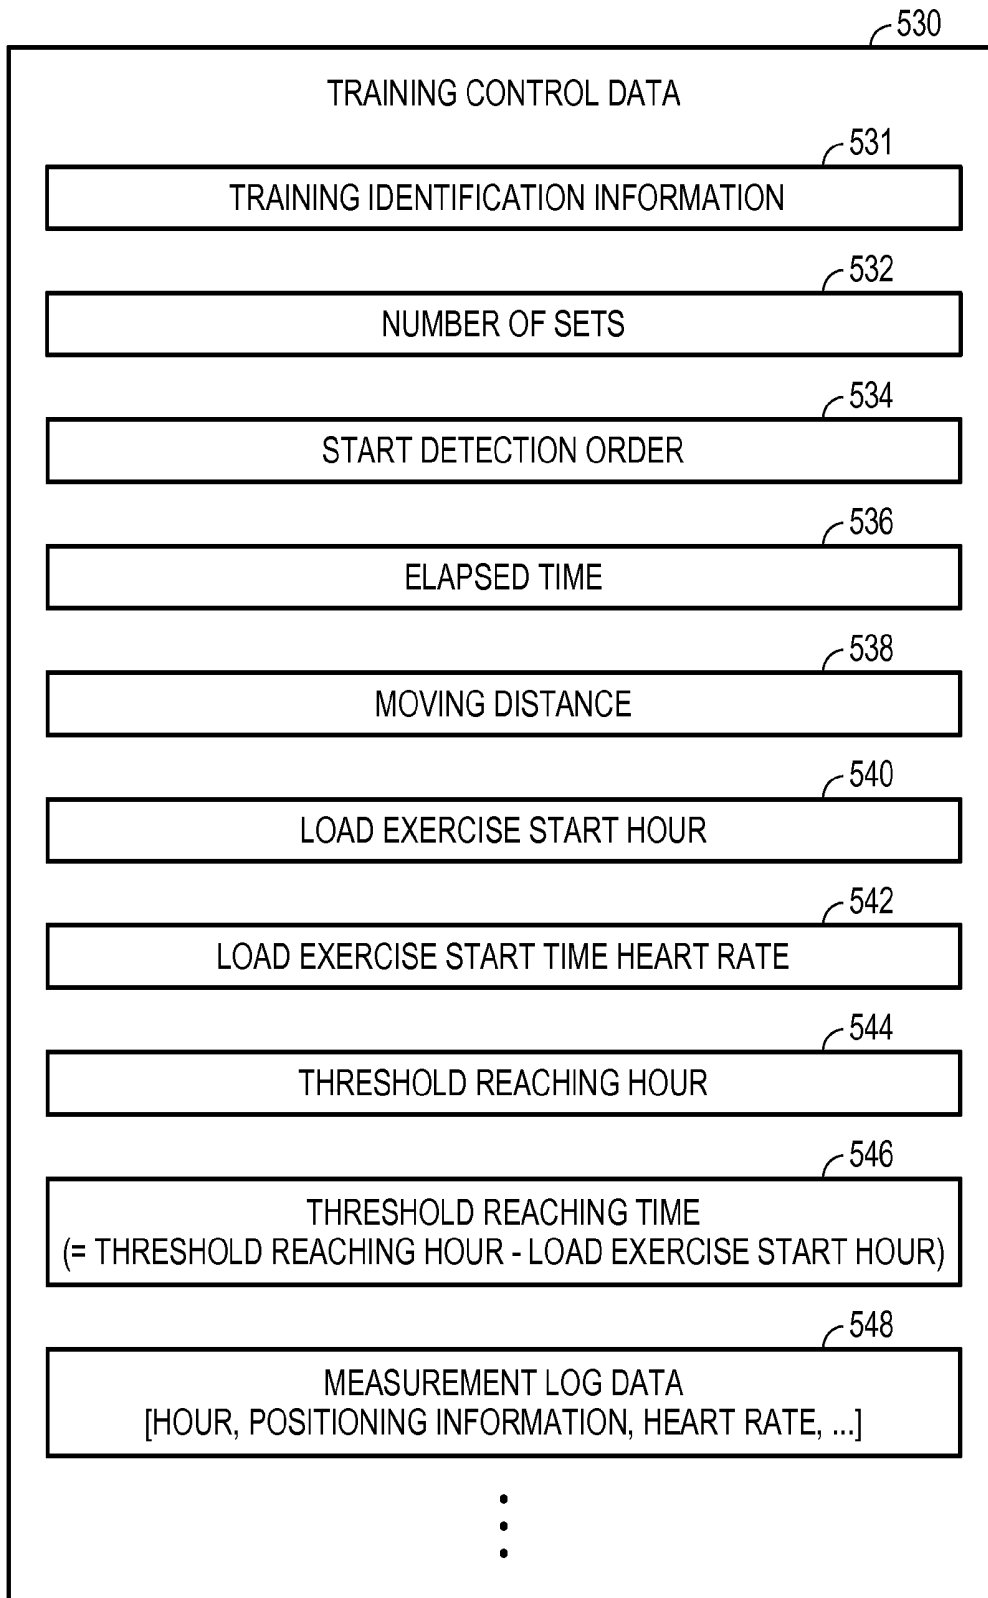 530
TRAINING CONTROL DATA
531
TRAINING IDENTIFICATION INFORMATION
532
NUMBER OF SETS
534
START DETECTION ORDER
536
ELAPSED TIME
538
MOVING DISTANCE
540
LOAD EXERCISE START HOUR
542
LOAD EXERCISE START TIME HEART RATE
544
THRESHOLD REACHING HOUR
546
THRESHOLD REACHING TIME
(= THRESHOLD REACHING HOUR - LOAD EXERCISE START HOUR)
548
MEASUREMENT LOG DATA
[HOUR, POSITIONING INFORMATION, HEART RATE, ...]